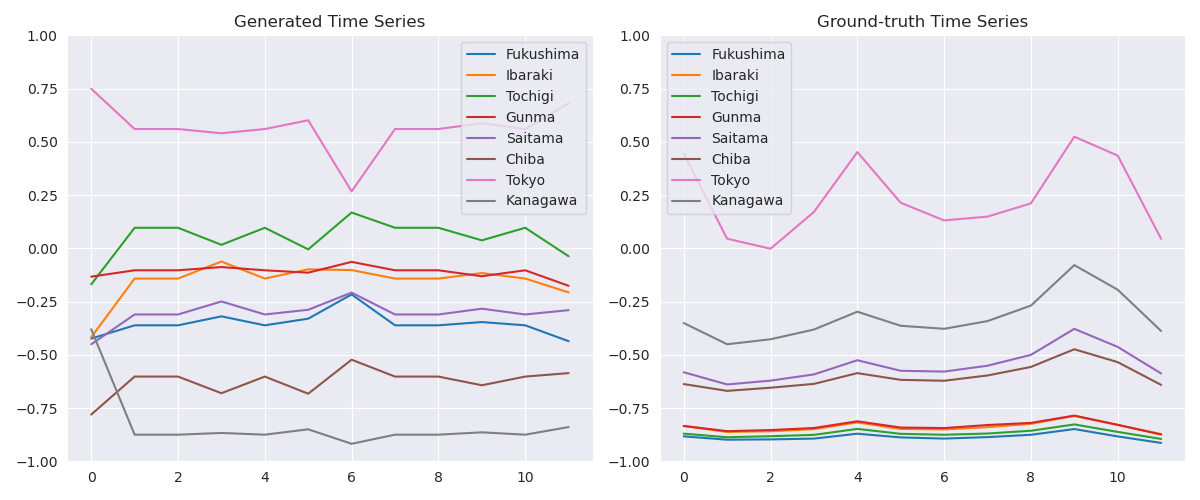 Generated Time Series
1.00
0.75
0.50
0.25
0.00
−0.25
−0.50
−0.75
−1.00
0 2 4 6 8 10
Fukushima
Ibaraki
Tochigi
Gunma
Saitama
Chiba
Tokyo
Kanagawa
Ground-truth Time Series
1.00
0.75
0.50
0.25
0.00
−0.25
−0.50
−0.75
−1.00
0 2 4 6 8 10
Fukushima
Ibaraki
Tochigi
Gunma
Saitama
Chiba
Tokyo
Kanagawa